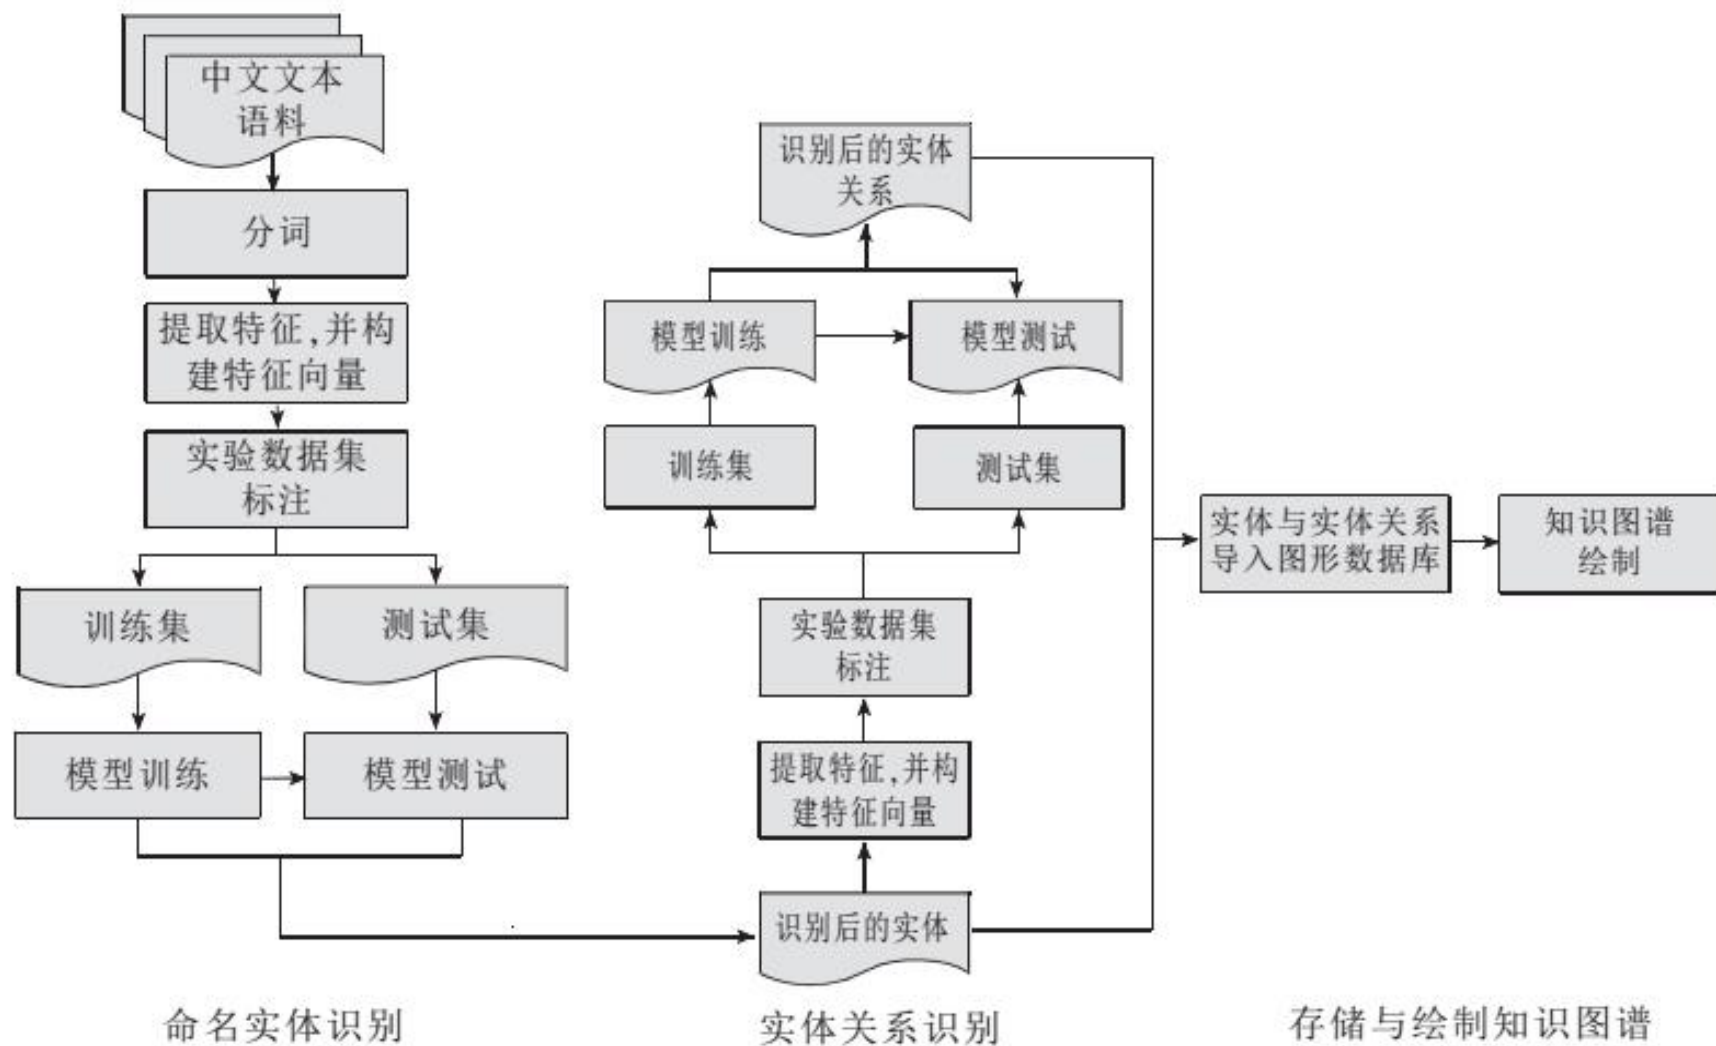 中文文本
语料
分词
提取特征,并构
建特征向量
实验数据集
标注
训练集
测试集
模型训练
模型测试
命名实体识别
识别后的实体
关系
模型训练
模型测试
训练集
测试集
实验数据集
标注
提取特征,并构
建特征向量
识别后的实体
实体关系识别
实体与实体关系
导入图形数据库
知识图谱
绘制
存储与绘制知识图谱